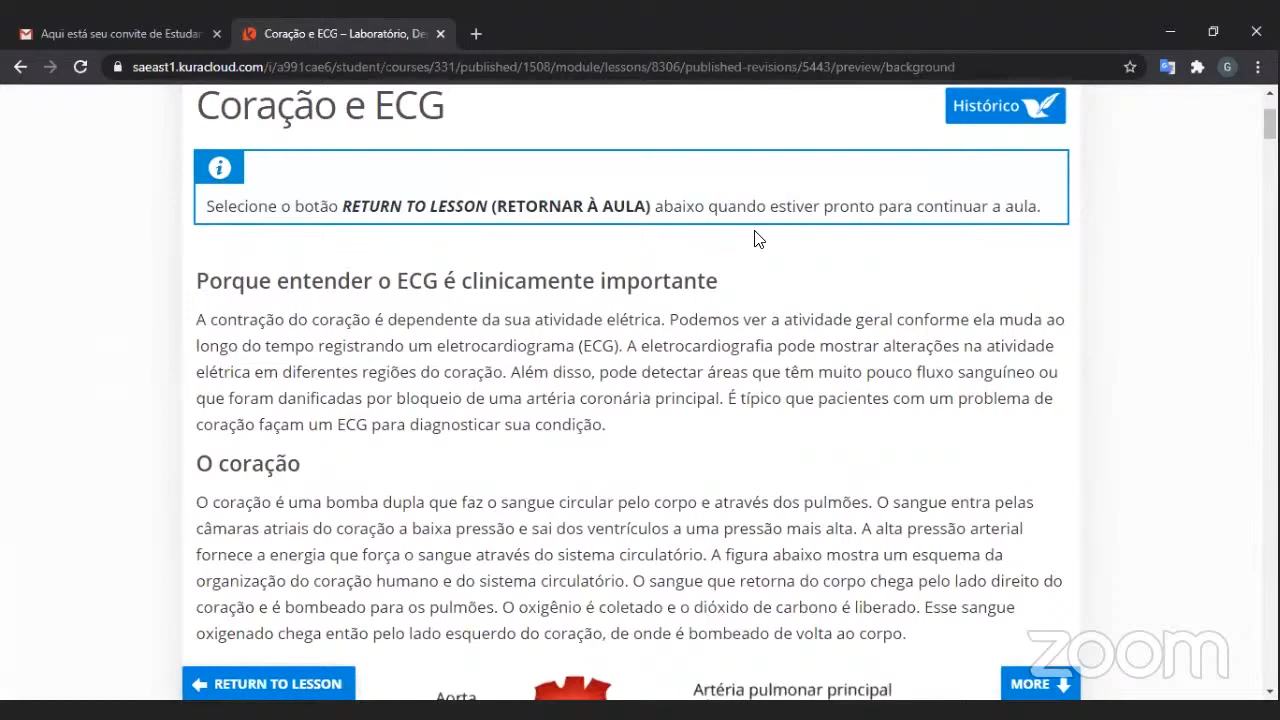 Aqui está seu convite de Estudar
Coração e ECG – Laboratório, De
saeast1.kuracloud.com/i/a991cae6/student/courses/331/published/1508/module/lessons/8306/published-revisions/5443/preview/background
G
Coração e ECG
Histórico
Selecione o botão RETURN TO LESSON (RETORNAR À AULA) abaixo quando estiver pronto para continuar a aula.
Porque entender o ECG é clinicamente importante
A contração do coração é dependente da sua atividade elétrica. Podemos ver a atividade geral conforme ela muda ao
longo do tempo registrando um eletrocardiograma (ECG). A eletrocardiografia pode mostrar alterações na atividade
elétrica em diferentes regiões do coração. Além disso, pode detectar áreas que têm muito pouco fluxo sanguíneo ou
que foram danificadas por bloqueio de uma artéria coronária principal. É típico que pacientes com um problema de
coração façam um ECG para diagnosticar sua condição.
O coração
O coração é uma bomba dupla que faz o sangue circular pelo corpo e através dos pulmões. O sangue entra pelas
câmaras atriais do coração a baixa pressão e sai dos ventrículos a uma pressão mais alta. A alta pressão arterial
fornece a energia que força o sangue através do sistema circulatório. A figura abaixo mostra um esquema da
organização do coração humano e do sistema circulatório. O sangue que retorna do corpo chega pelo lado direito do
coração e é bombeado para os pulmões. O oxigênio é coletado e o dióxido de carbono é liberado. Esse sangue
oxigenado chega então pelo lado esquerdo do coração, de onde é bombeado de volta ao corpo.
zoom
RETURN TO LESSON
Aorta
Artéria pulmonar principal
MORE